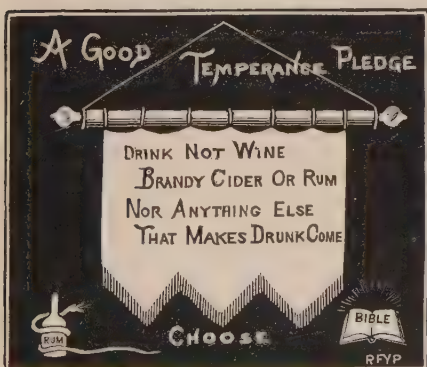 A GOOD TEMPERANCE PLEDGE
DRINK NOT WINE
BRANDY CIDER OR RUM
NOR ANYTHING ELSE
THAT MAKES DRUNK COME
RUM
CHOOSE
BIBLE
RFYP